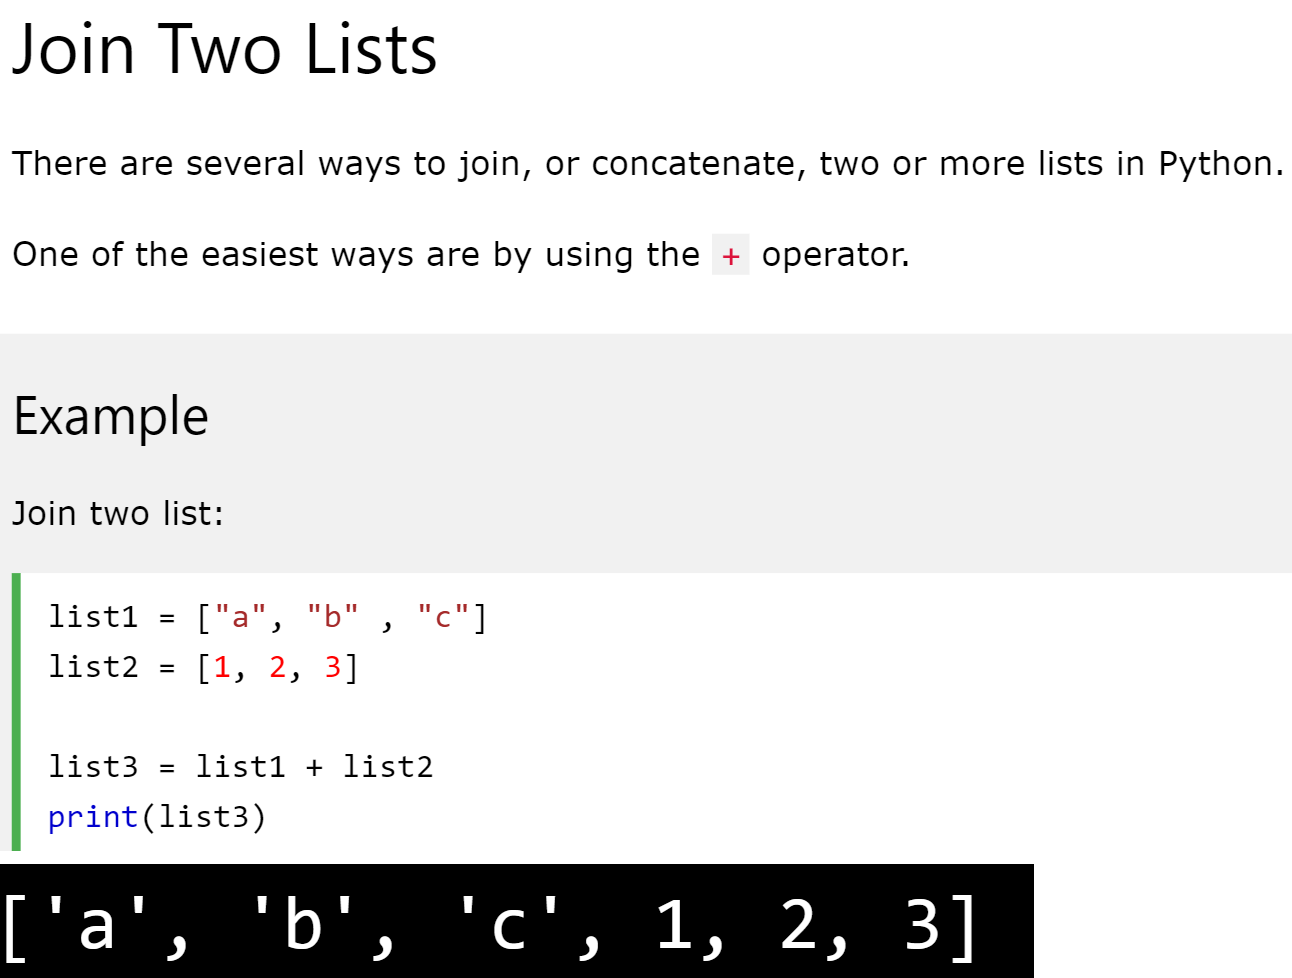 Join Two Lists
There are several ways to join, or concatenate, two or more lists in Python.
One of the easiest ways are by using the + operator.
Example
Join two list:
list1 = ["a", "b" , "c"]
list2 = [1, 2, 3]
list3 = list1 + list2
print(list3)
['a', 'b', 'c', 1, 2, 3]